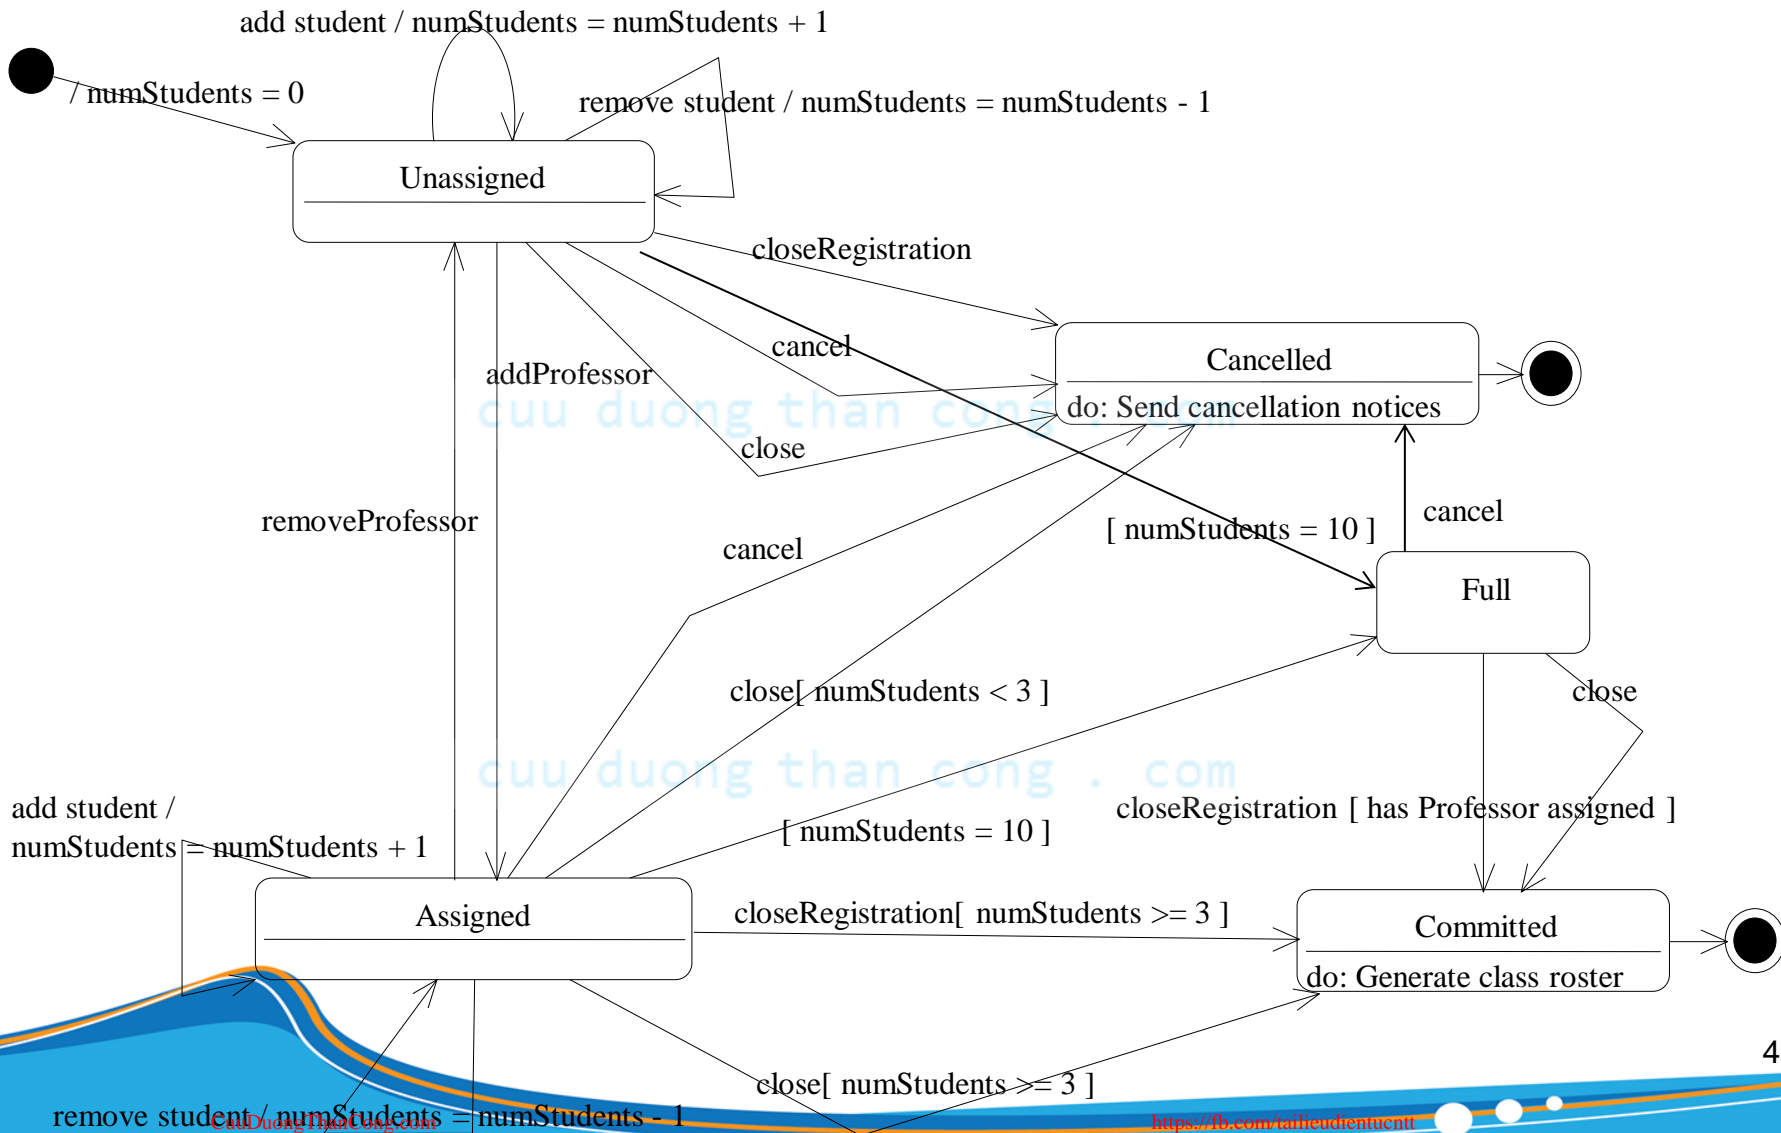 add student / numStudents = numStudents + 1
/ numStudents = 0
remove student / numStudents = numStudents - 1
Unassigned
closeRegistration
cancel
Cancelled
addProfessor
do: Send cancellation notices
cuu duong than cong . com
close
removeProfessor
cancel
[ numStudents = 10 ]
cancel
Full
close[ numStudents < 3 ]
close
cuu duong than cong . com
add student /
numStudents = numStudents + 1
[ numStudents = 10 ]
closeRegistration [ has Professor assigned ]
Assigned
closeRegistration[ numStudents >= 3 ]
Committed
do: Generate class roster
4
close[ numStudents >= 3 ]
remove student / numStudents = numStudents - 1
CuuDuongThanCong.com
https://fb.com/tailieudientucntt